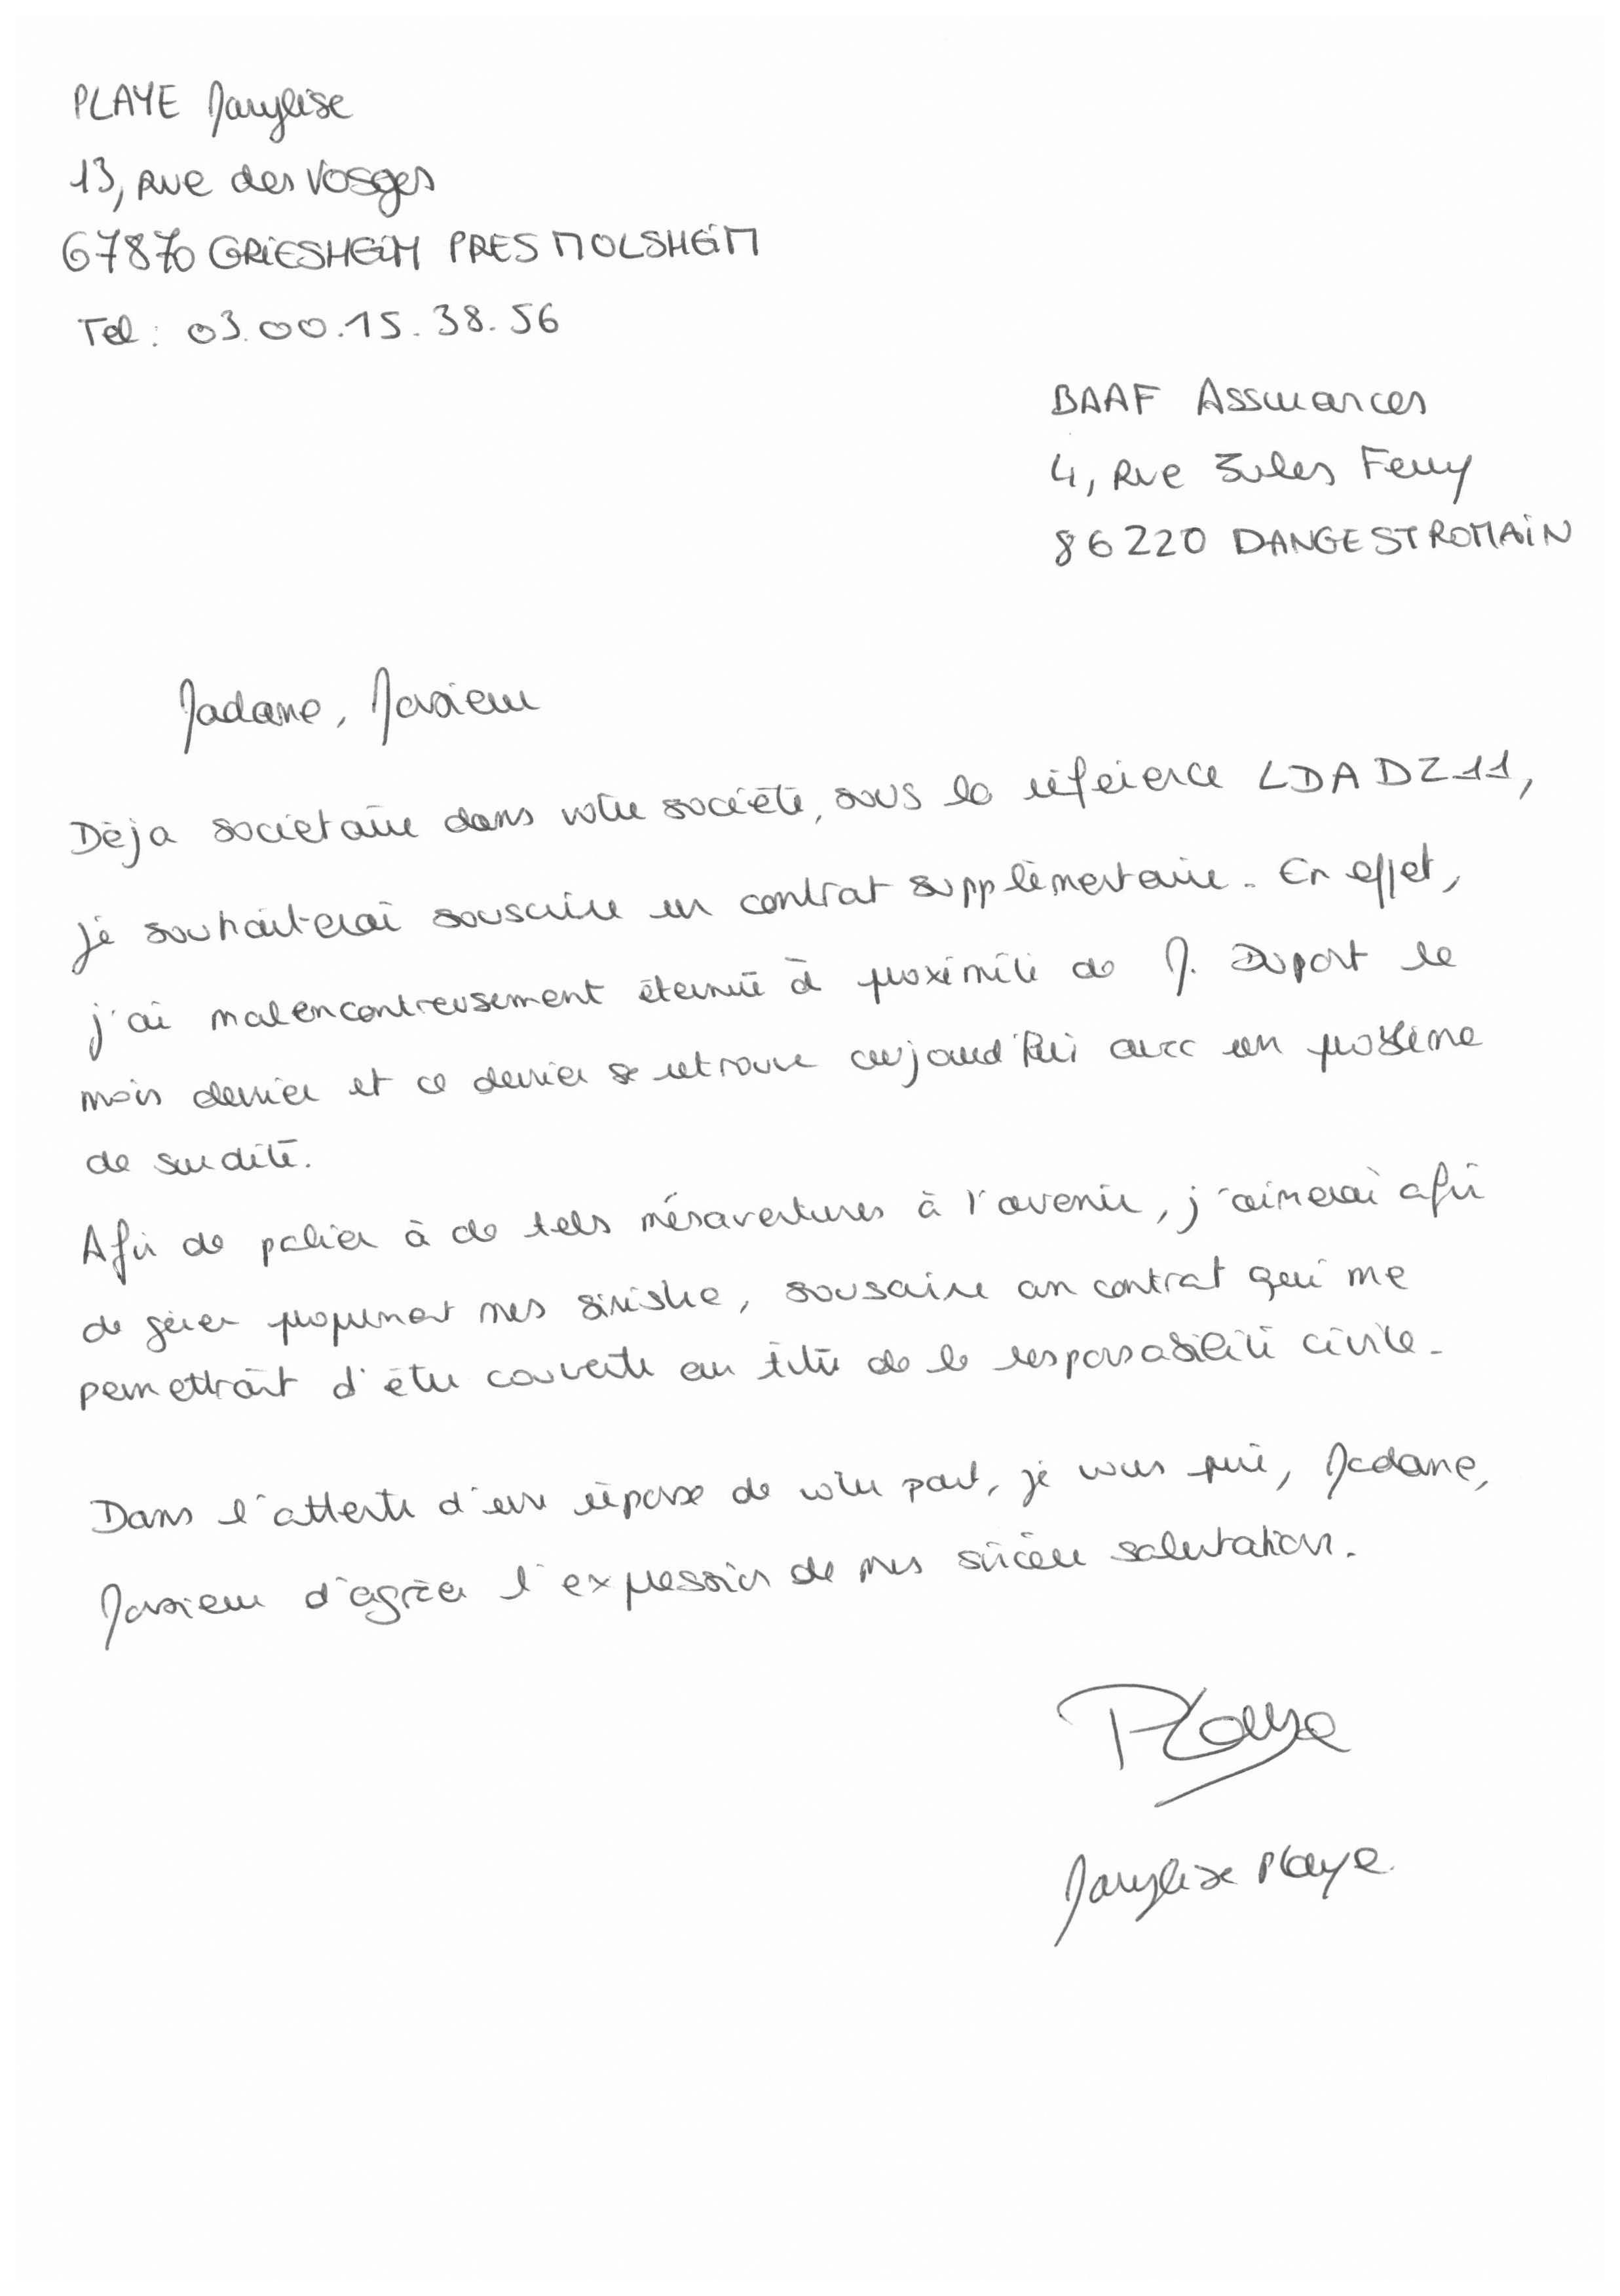 PLAYE Marylise
13, rue des Vosges
67870 GRIESHEIM PRES MOLSHEIM
Tel : 03.00.15.38.56
BAAF Assurances
4, Rue Jules Ferry
86220 DANGE ST ROMAIN
Madame, Monsieur
Déjà sociétaire dans votre société, sous la référence LDADZ11,
je souhaiterai souscrire un contrat supplémentaire. En effet,
j'ai malencontreusement éternué à proximité de M. Dupont le
mois dernier et ce dernier se retrouve aujourd'hui avec un problème
de surdité.
Afin de palier à de tels mésaventures à l'avenir, j'aimerai afin
de gérer proprement mes sinistre, souscrire un contrat qui me
permettrait d'être couverte au titre de la responsabilité civile.
Dans l'attente d'une réponse de votre part, je vous prie, Madame,
Monsieur d'agréer l'expression de mes sincère salutation.
Playe
Marylise Playe